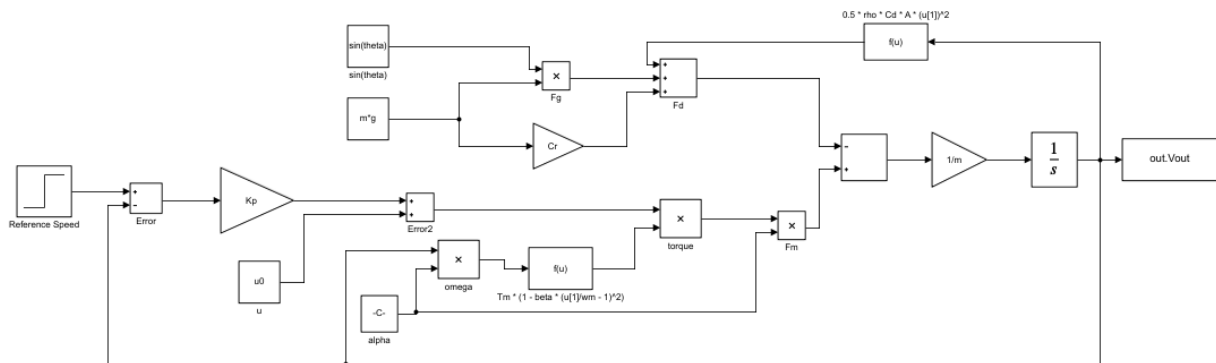 0.5 * rho * Cd * A * (u[1])^2
sin(theta)
f(u)
sin(theta)
×
Fg
+
+
+
Fd
m*g
Cr
-
+
1/m
1
s
out.Vout
Reference Speed
+
-
Error
Kp
+
+
Error2
×
torque
×
Fm
u0
u
×
omega
f(u)
Tm * (1 - beta * (u[1]/wm - 1)^2)
-C-
alpha